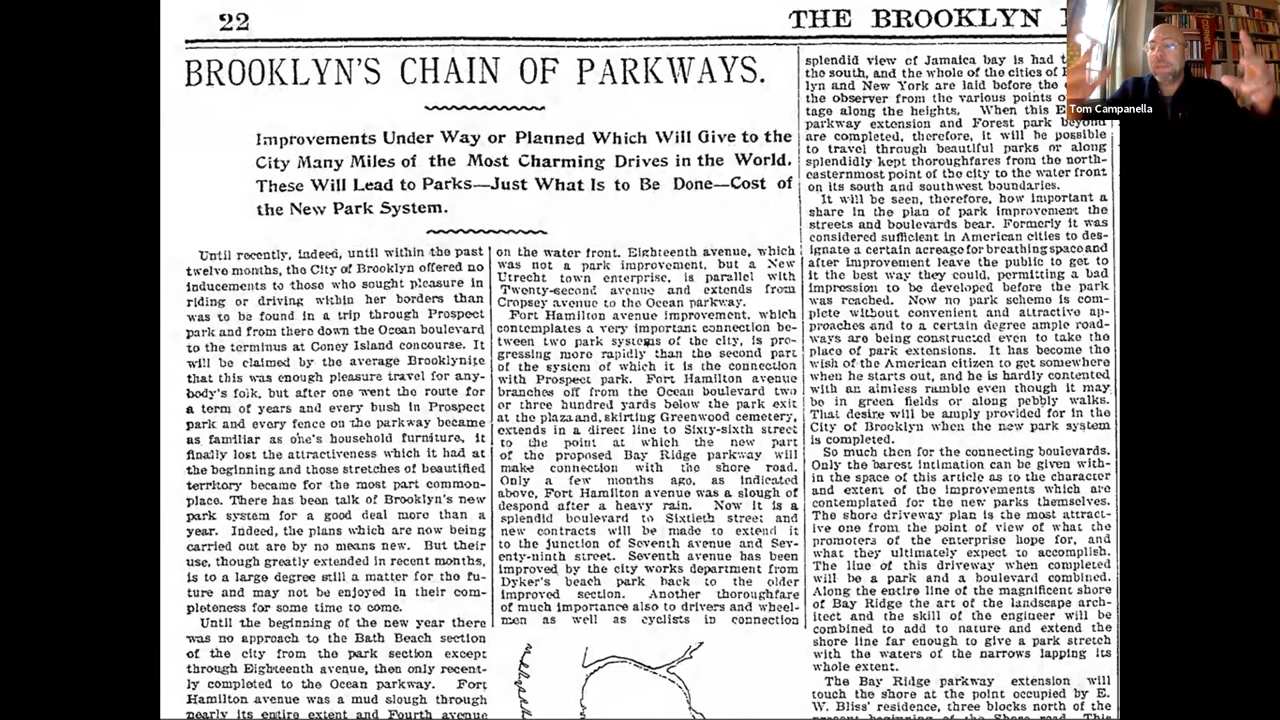 22
THE BROOKLYN
BROOKLYN'S CHAIN OF PARKWAYS.
Improvements Under Way or Planned Which Will Give to the
City Many Miles of the Most Charming Drives in the World.
These Will Lead to Parks—Just What Is to Be Done—Cost of
the New Park System.
Until recently, indeed, until within the past
twelve months, the City of Brooklyn offered no
inducements to those who sought pleasure in
riding or driving within her borders than
was to be found in a trip through Prospect
park and from there down the Ocean boulevard
to the terminus at Coney Island concourse. It
will be claimed by the average Brooklynite
that this was enough pleasure travel for any-
body's folk, but after one went the route for
a term of years and every bush in Prospect
park and every fence on the parkway became
as familiar as one's household furniture, it
finally lost the attractiveness which it had at
the beginning and those stretches of beautified
territory became for the most part common-
place. There has been talk of Brooklyn's new
park system for a good deal more than a
year. Indeed, the plans which are now being
carried out are by no means new. But their
use, though greatly extended in recent months,
is to a large degree still a matter for the fu-
ture and may not be enjoyed in their com-
pleteness for some time to come.
Until the beginning of the new year there
was no approach to the Bath Beach section
of the city from the park section except
through Eighteenth avenue, then only recent-
ly completed to the Ocean parkway. Fort
Hamilton avenue was a mud slough through
nearly its entire extent and Fourth avenue
on the water front. Eighteenth avenue, which
was not a park improvement, but a New
Utrecht town enterprise, is parallel with
Twenty-second avenue and extends from
Cropsey avenue to the Ocean parkway.
Fort Hamilton avenue improvement, which
contemplates a very important connection be-
tween two park systems of the city, is pro-
gressing more rapidly than the second part
of the system of which it is the connection
with Prospect park. Fort Hamilton avenue
branches off from the Ocean boulevard two
or three hundred yards below the park exit
at the plaza and, skirting Greenwood cemetery,
extends in a direct line to Sixty-sixth street
to the point at which the new part
of the proposed Bay Ridge parkway will
make connection with the shore road.
Only a few months ago, as indicated
above, Fort Hamilton avenue was a slough of
despond after a heavy rain. Now it is a
splendid boulevard to Sixtieth street and
new contracts will be made to extend it
to the junction of Seventh avenue and Sev-
enty-ninth street. Seventh avenue has been
improved by the city works department from
Dyker's beach park back to the older
improved section. Another thoroughfare
of much importance also to drivers and wheel-
men as well as cyclists in connection
splendid view of Jamaica bay is had
the south, and the whole of the cities of
lyn and New York are laid before the
the observer from the various points
tage along the heights. When this
parkway extension and Forest park beyond
are completed, therefore, it will be possible
to travel through beautiful parks or along
splendidly kept thoroughfares from the north-
easternmost point of the city to the water front
on its south and southwest boundaries.
It will be seen, therefore, how important a
share in the plan of park improvement the
streets and boulevards bear. Formerly it was
considered sufficient in American cities to des-
ignate a certain acreage for breathing space and
after improvement leave the public to get to
it the best way they could, permitting a bad
impression to be developed before the park
was reached. Now no park scheme is com-
plete without convenient and attractive ap-
proaches and to a certain degree ample road-
ways are being constructed even to take the
place of park extensions. It has become the
wish of the American citizen to get somewhere
when he starts out, and he is hardly contented
with an aimless ramble even though it may
be in green fields or along pebbly walks.
That desire will be amply provided for in the
City of Brooklyn when the new park system
is completed.
So much then for the connecting boulevards.
Only the barest intimation can be given with-
in the space of this article as to the character
and extent of the improvements which are
contemplated for the new parks themselves.
The shore driveway plan is the most attract-
ive one from the point of view of what the
promoters of the enterprise hope for, and
what they ultimately expect to accomplish.
The line of this driveway when completed
will be a park and a boulevard combined.
Along the entire line of the magnificent shore
of Bay Ridge the art of the landscape arch-
itect and the skill of the engineer will be
combined to add to nature and extend the
shore line far enough to give a park stretch
with the waters of the narrows lapping its
whole extent.
The Bay Ridge parkway extension will
touch the shore at the point occupied by E.
W. Bliss' residence, three blocks north of the
present beginning of the Shore road. This
Tom Campanella
CORNELL